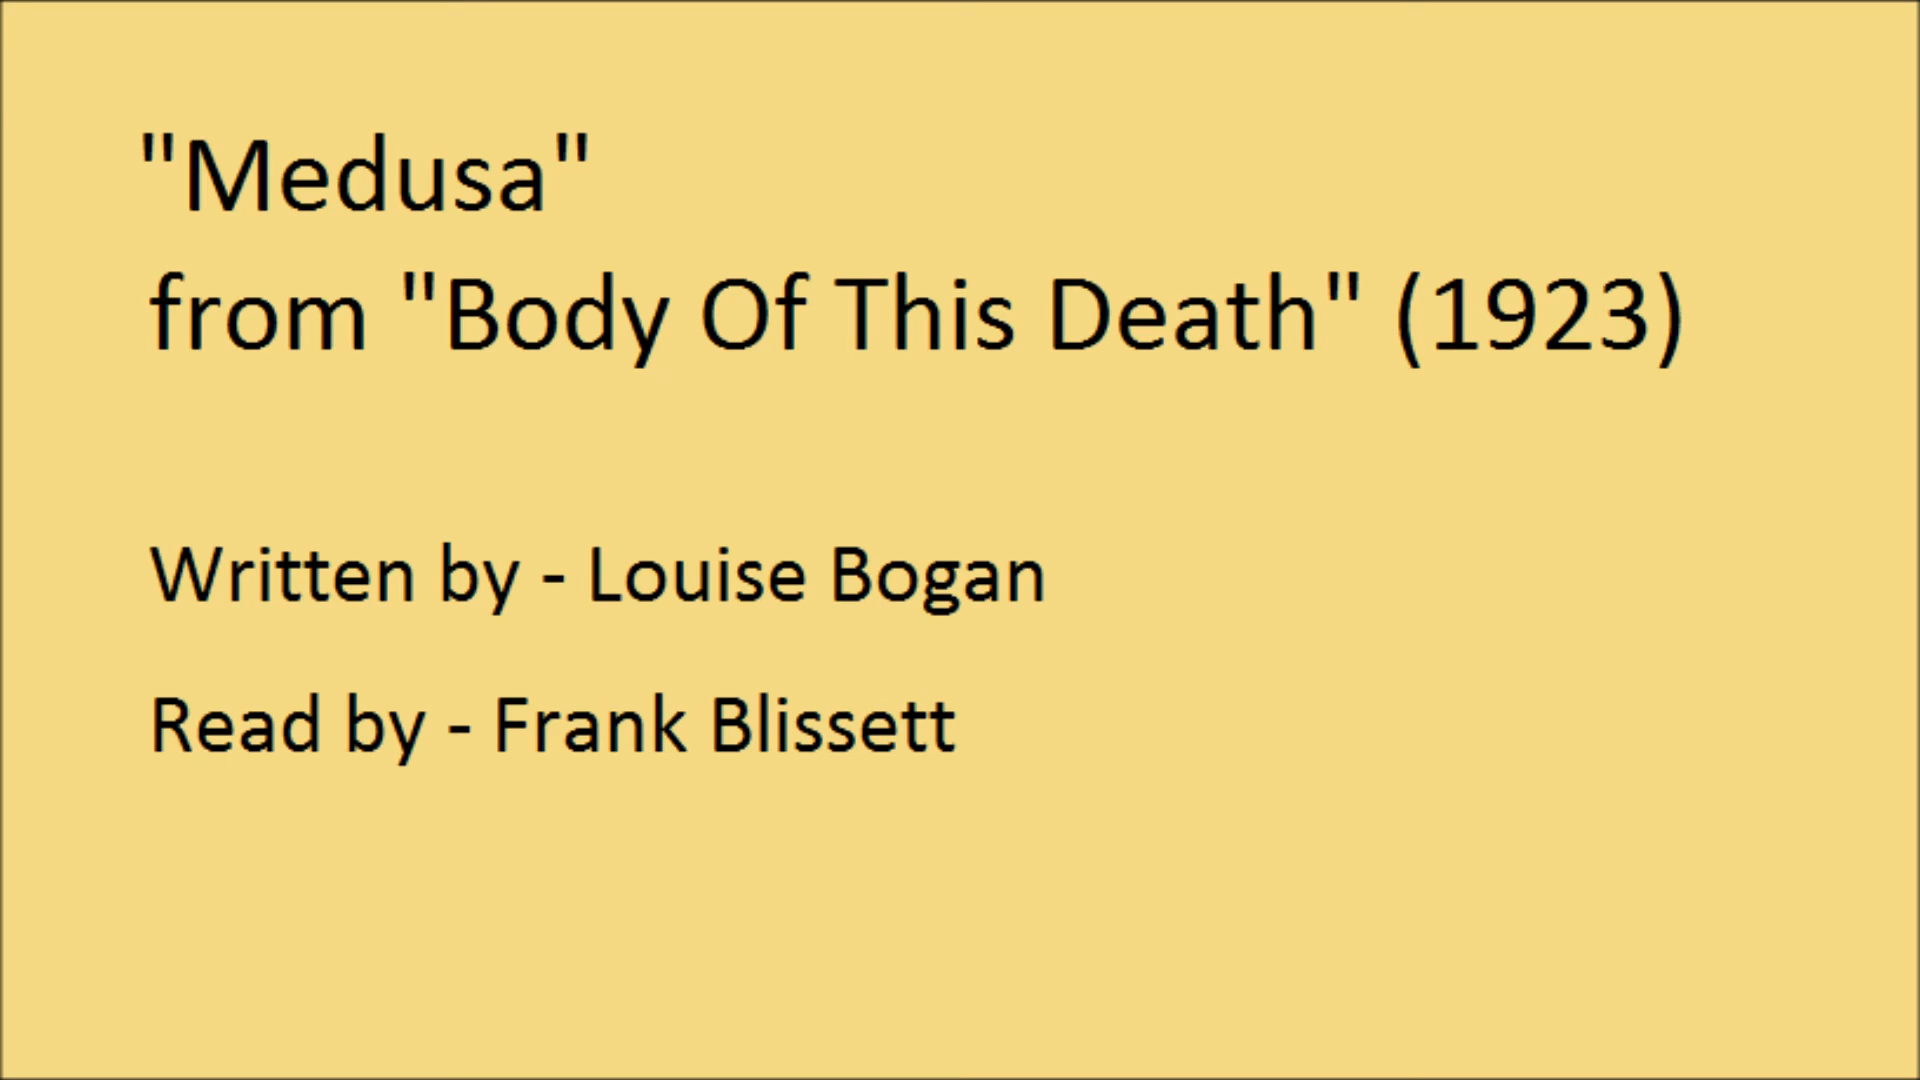 "Medusa"
from "Body Of This Death" (1923)
Written by - Louise Bogan
Read by - Frank Blissett